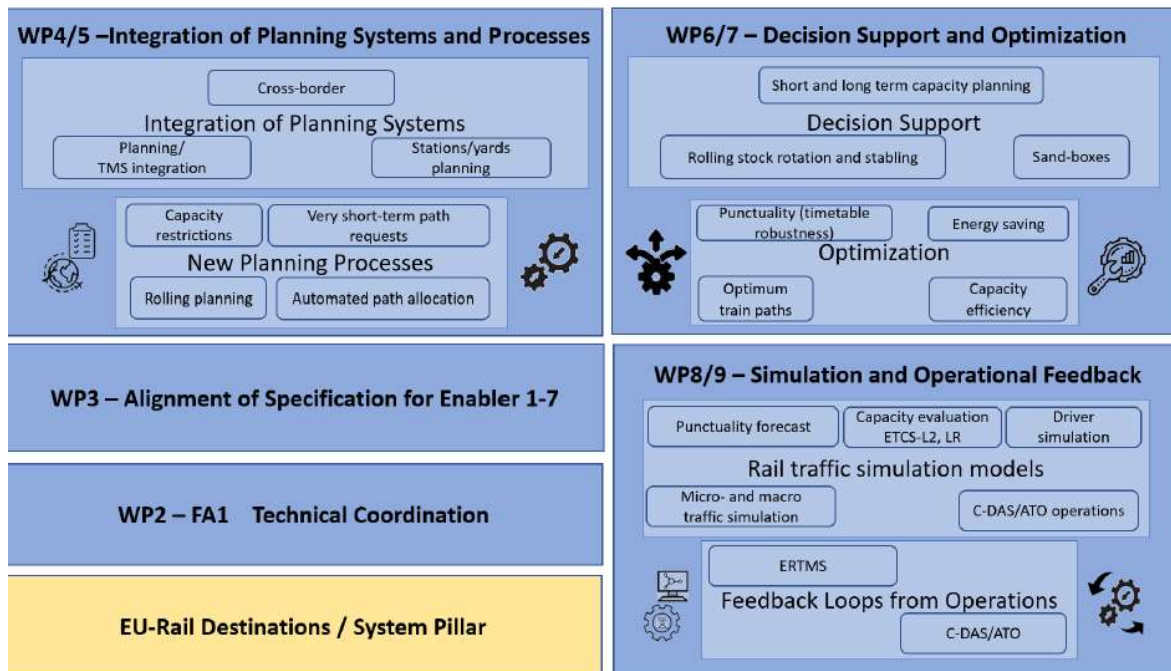 WP4/5 –Integration of Planning Systems and Processes
Cross-border
Integration of Planning Systems
Planning/
TMS integration
Stations/yards
planning
Capacity
restrictions
Very short-term path
requests
New Planning Processes
Rolling planning
Automated path allocation
WP6/7 – Decision Support and Optimization
Short and long term capacity planning
Decision Support
Rolling stock rotation and stabling
Sand-boxes
Punctuality (timetable
robustness)
Energy saving
Optimization
Optimum
train paths
Capacity
efficiency
WP3 – Alignment of Specification for Enabler 1-7
WP2 – FA1 Technical Coordination
EU-Rail Destinations / System Pillar
WP8/9 – Simulation and Operational Feedback
Punctuality forecast
Capacity evaluation
ETCS-L2, LR
Driver
simulation
Rail traffic simulation models
Micro- and macro
traffic simulation
C-DAS/ATO operations
ERTMS
Feedback Loops from Operations
C-DAS/ATO